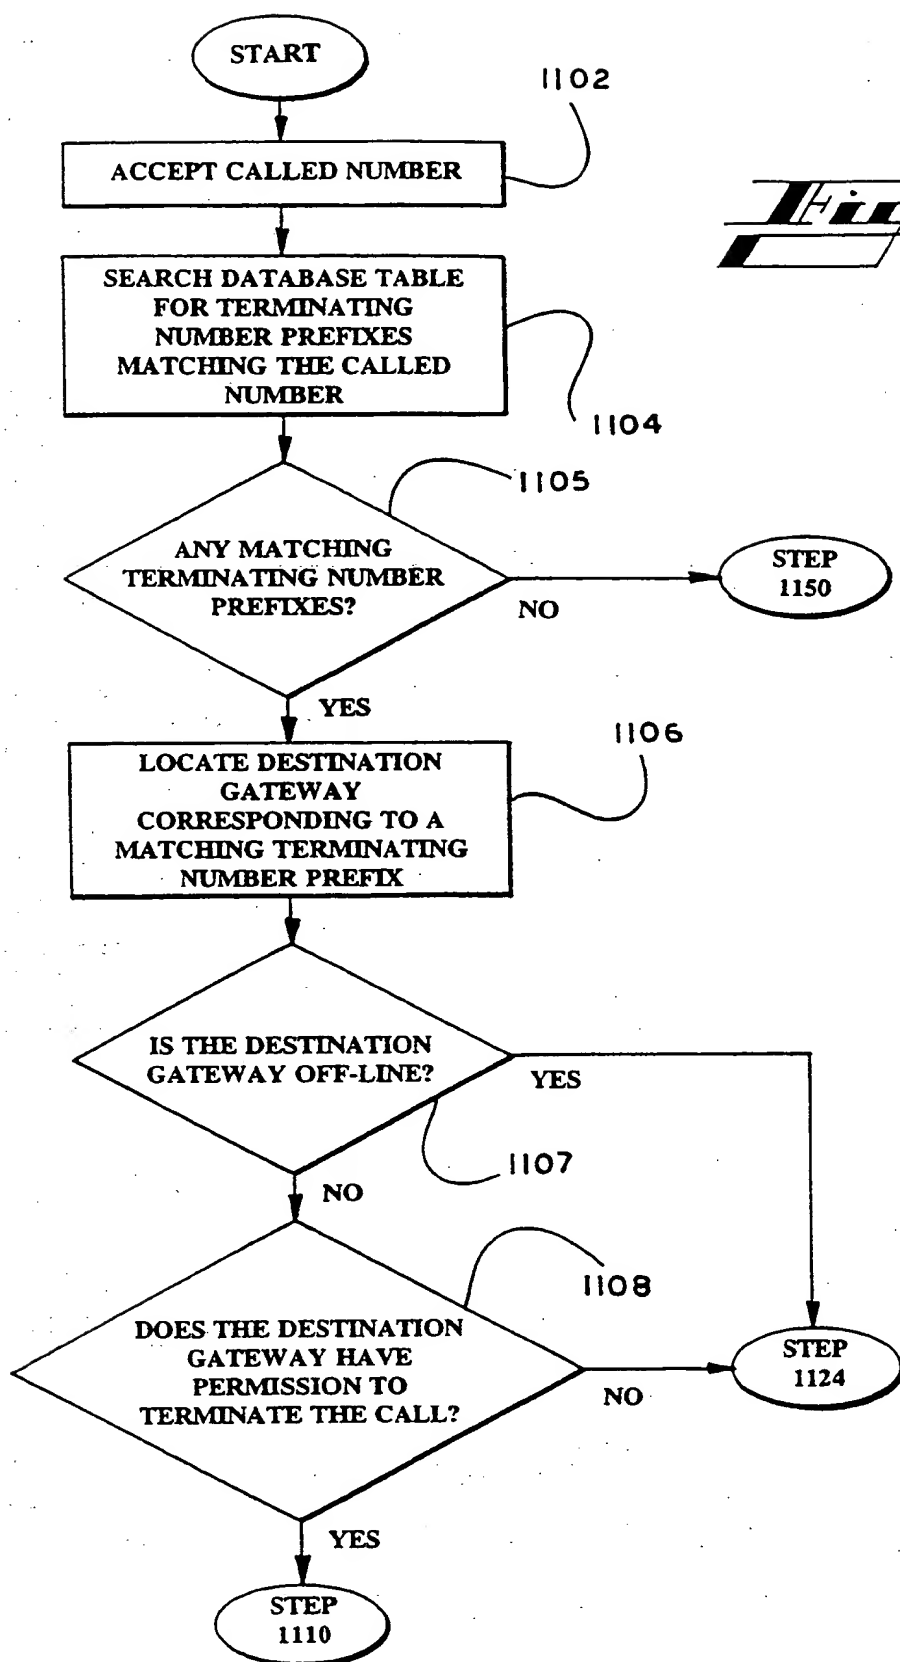 START
1102
ACCEPT CALLED NUMBER
SEARCH DATABASE TABLE
FOR TERMINATING
NUMBER PREFIXES
MATCHING THE CALLED
NUMBER
1104
1105
ANY MATCHING
TERMINATING NUMBER
PREFIXES?
NO
STEP
1150
YES
1106
LOCATE DESTINATION
GATEWAY
CORRESPONDING TO A
MATCHING TERMINATING
NUMBER PREFIX
IS THE DESTINATION
GATEWAY OFF-LINE?
YES
1107
NO
1108
DOES THE DESTINATION
GATEWAY HAVE
PERMISSION TO
TERMINATE THE CALL?
NO
STEP
1124
YES
STEP
1110